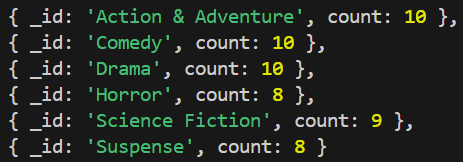 { _id: 'Action & Adventure', count: 10 },
{ _id: 'Comedy', count: 10 },
{ _id: 'Drama', count: 10 },
{ _id: 'Horror', count: 8 },
{ _id: 'Science Fiction', count: 9 },
{ _id: 'Suspense', count: 8 }